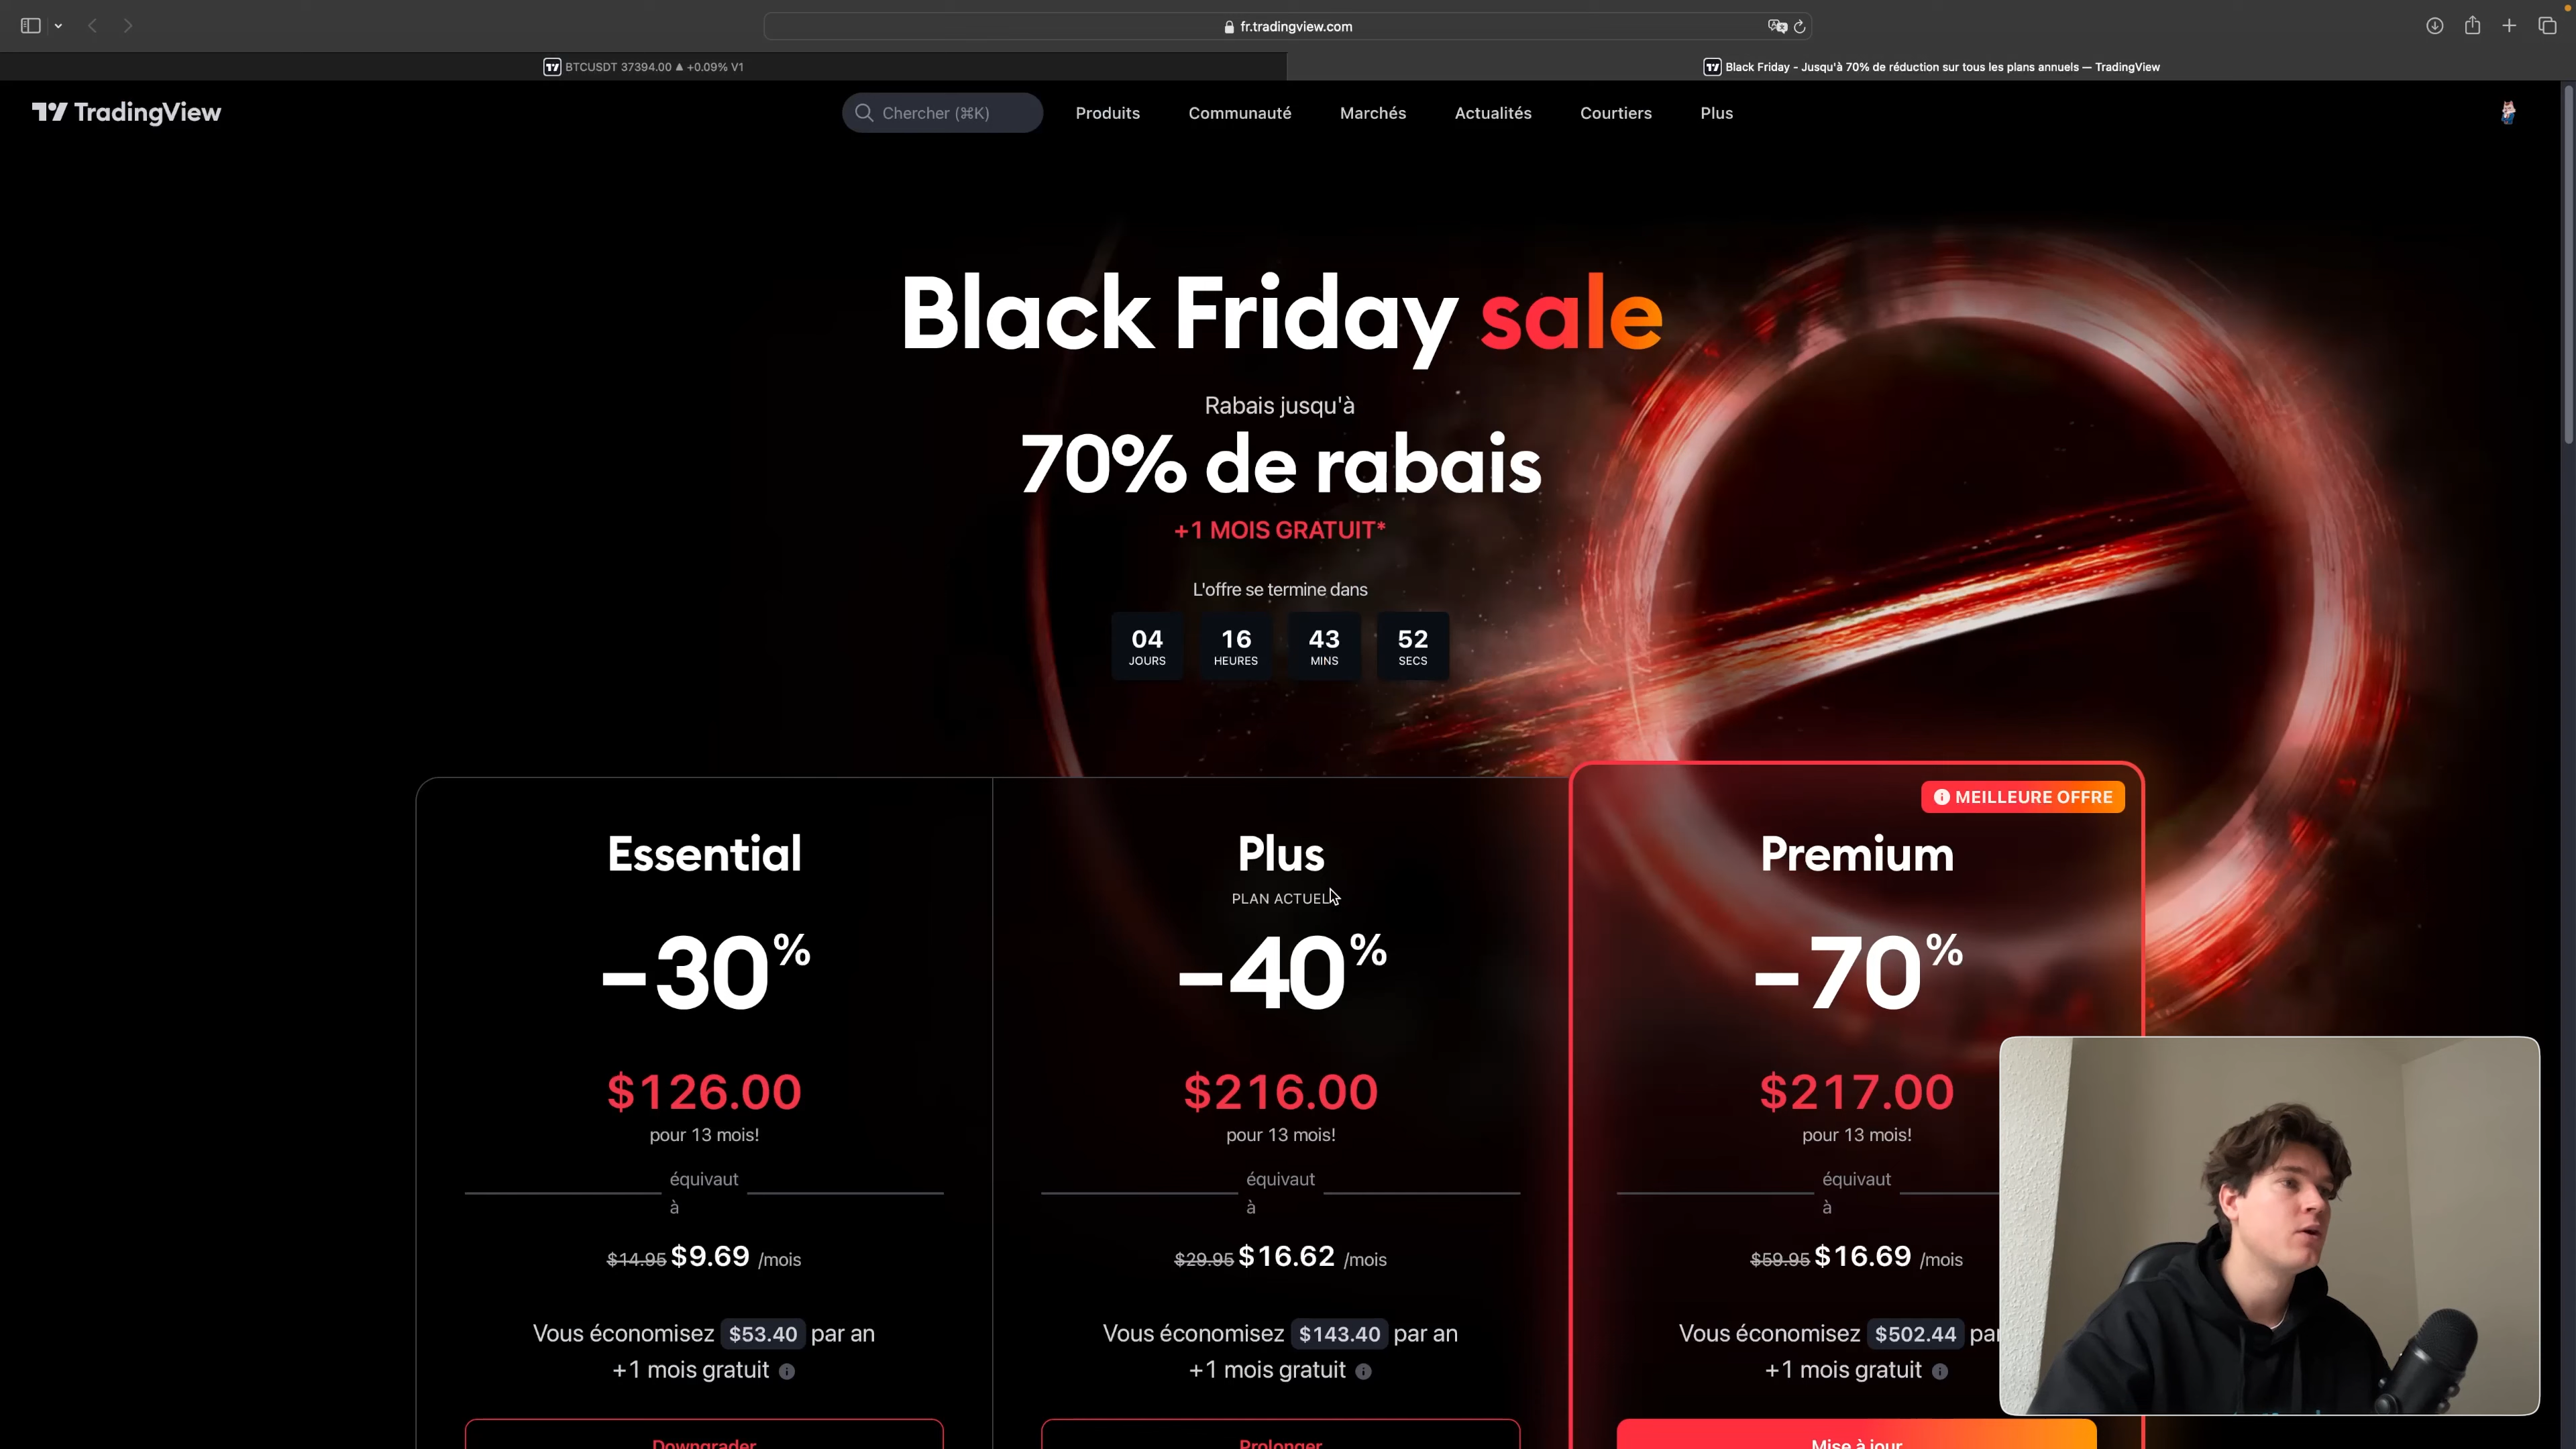 fr.tradingview.com
BTCUSDT 37394.00 ▲ +0.09% V1
Black Friday - Jusqu'à 70% de réduction sur tous les plans annuels — TradingView
TradingView
Chercher (⌘K)
Produits
Communauté
Marchés
Actualités
Courtiers
Plus
Black Friday sale
Rabais jusqu'à
70% de rabais
+1 MOIS GRATUIT*
L'offre se termine dans
04 16 43 52
JOURS HEURES MINS SECS
MEILLEURE OFFRE
Essential
Plus
Premium
PLAN ACTUEL
-30%
-40%
-70%
$126.00
$216.00
$217.00
pour 13 mois!
pour 13 mois!
pour 13 mois!
équivaut
à
équivaut
à
équivaut
à
$14.95 $9.69 /mois
$29.95 $16.62 /mois
$59.95 $16.69 /mois
Vous économisez $53.40 par an
+1 mois gratuit
Vous économisez $143.40 par an
+1 mois gratuit
Vous économisez $502.44
+1 mois gratuit
Downgrader
Prolonger
Mise à jour